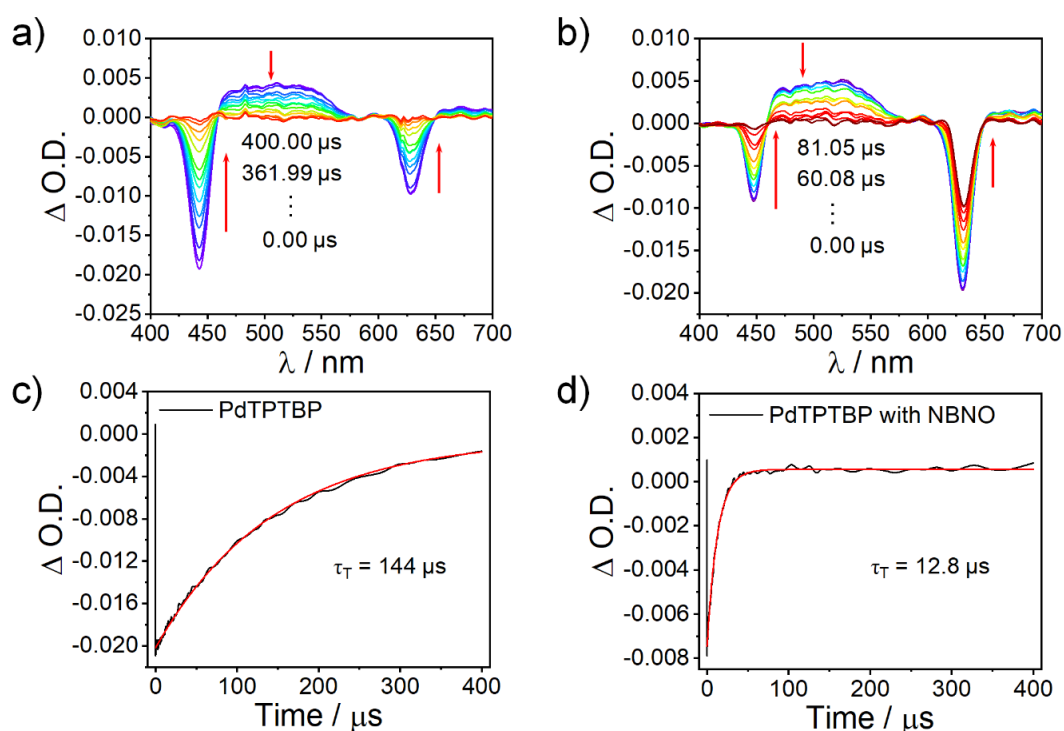 a)
0.010
0.005
0.000
-0.005
-0.010
-0.015
-0.020
-0.025
Δ O.D.
400.00 µs
361.99 µs
⋮
0.00 µs
400 450 500 550 600 650 700
λ / nm
b)
0.010
0.005
0.000
-0.005
-0.010
-0.015
-0.020
Δ O.D.
81.05 µs
60.08 µs
⋮
0.00 µs
400 450 500 550 600 650 700
λ / nm
c)
0.004
0.000
-0.004
-0.008
-0.012
-0.016
-0.020
Δ O.D.
PdTPTBP
τT = 144 µs
0 100 200 300 400
Time / µs
d)
0.004
0.002
0.000
-0.002
-0.004
-0.006
-0.008
Δ O.D.
PdTPTBP with NBNO
τT = 12.8 µs
0 100 200 300 400
Time / µs